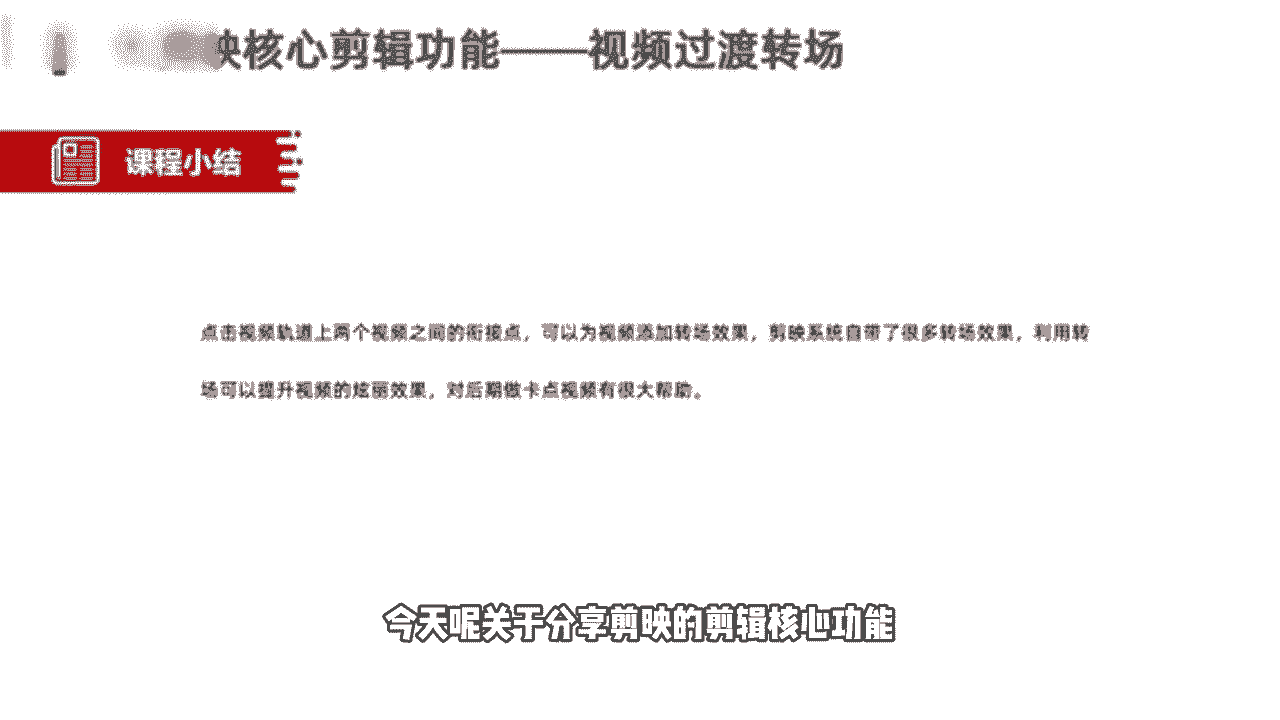 映核心剪辑功能——视频过渡转场
课程小结
点击视频轨道上两个视频之间的衔接点，可以为视频添加转场效果，剪映系统自带了很多转场效果，利用转
场可以提升视频的炫丽效果，对后期做卡点视频有很大帮助。
今天呢关于分享剪映的剪辑核心功能